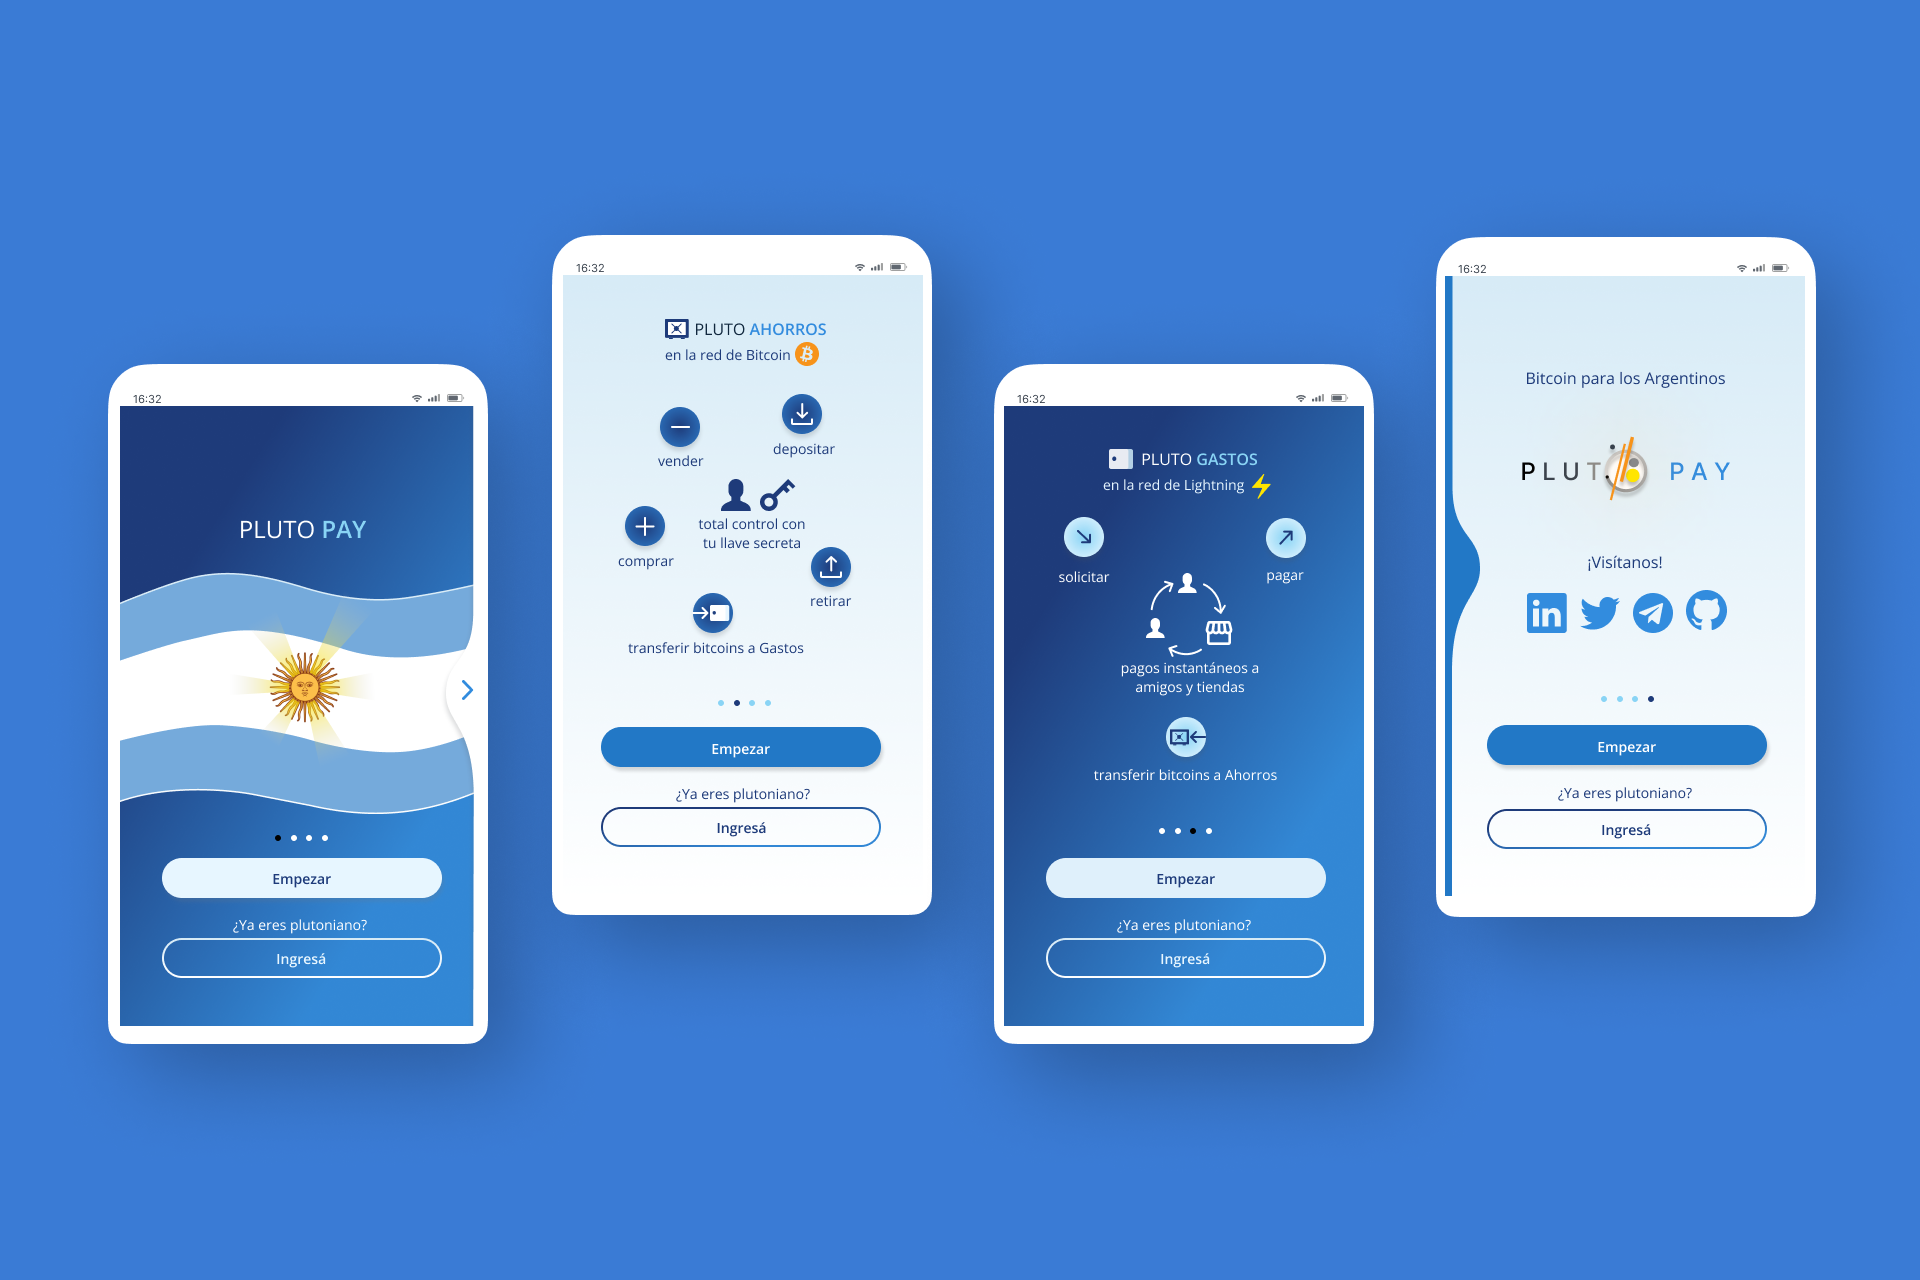 16:32
PLUTO PAY
Empezar
¿Ya eres plutoniano?
Ingresá
16:32
PLUTO AHORROS
en la red de Bitcoin
vender
depositar
total control con
tu llave secreta
comprar
retirar
transferir bitcoins a Gastos
Empezar
¿Ya eres plutoniano?
Ingresá
16:32
PLUTO GASTOS
en la red de Lightning
solicitar
pagar
pagos instantáneos a
amigos y tiendas
transferir bitcoins a Ahorros
Empezar
¿Ya eres plutoniano?
Ingresá
16:32
Bitcoin para los Argentinos
PLUTO PAY
¡Visítanos!
in
Empezar
¿Ya eres plutoniano?
Ingresá